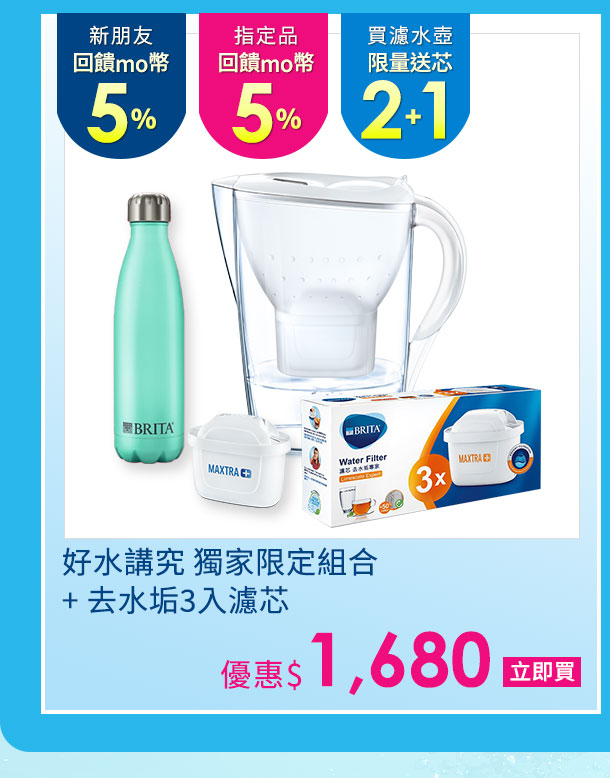 新朋友
回饋mo幣
5%
指定品
回饋mo幣
5%
買濾水壺
限量送芯
2+1
BRITA
MAXTRA+
BRITA
Water Filter
濾芯 去水垢專家
Limescale Expert
3x
MAXTRA+
好水講究 獨家限定組合
+ 去水垢3入濾芯
優惠$1,680
立即買